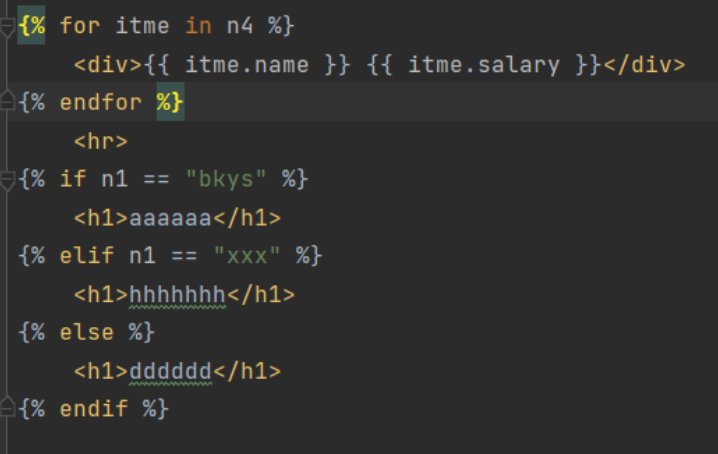 {% for itme in n4 %}
<div>{{ itme.name }} {{ itme.salary }}</div>
{% endfor %}
<hr>
{% if n1 == "bkys" %}
<h1>aaaaaa</h1>
{% elif n1 == "xxx" %}
<h1>hhhhhhh</h1>
{% else %}
<h1>dddddd</h1>
{% endif %}